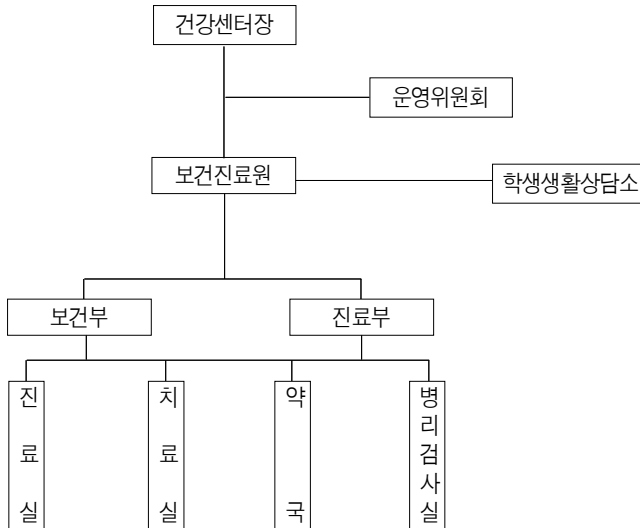 건강센터장
운영위원회
보건진료원
학생생활상담소
보건부
진료부
진료실
치료실
약국
병리검사실